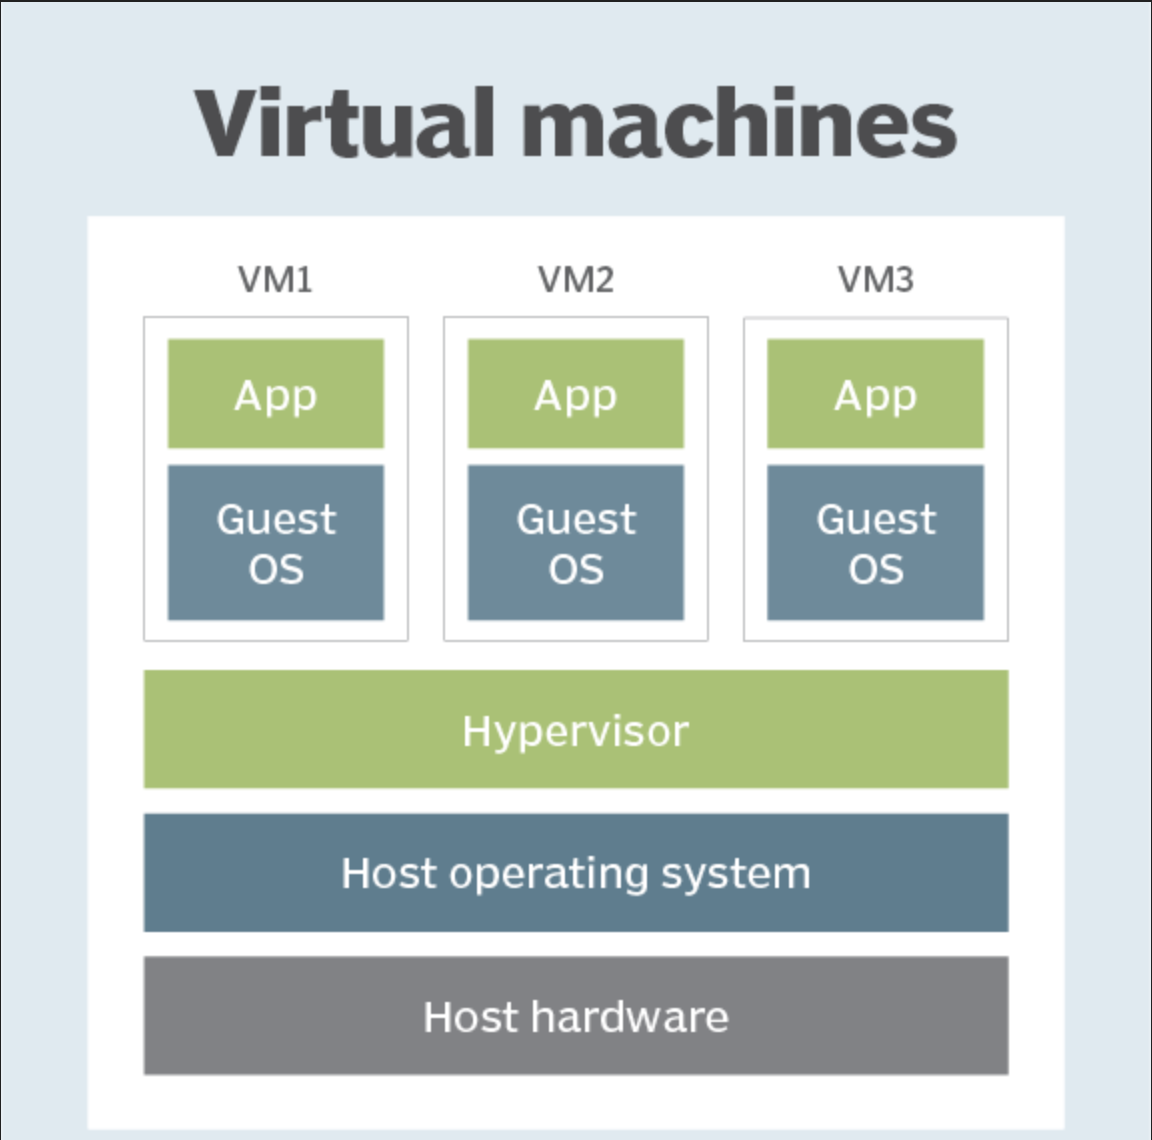 Virtual machines
VM1
VM2
VM3
App
App
App
Guest
OS
Guest
OS
Guest
OS
Hypervisor
Host operating system
Host hardware